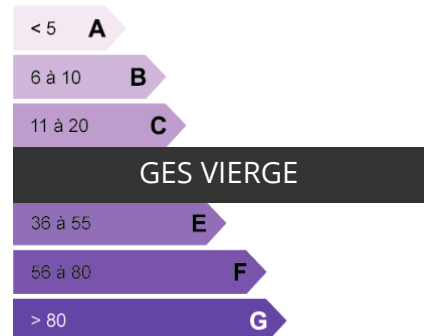 < 5 A
6 à 10 B
11 à 20 C
GES VIERGE
36 à 55 E
56 à 80 F
> 80 G